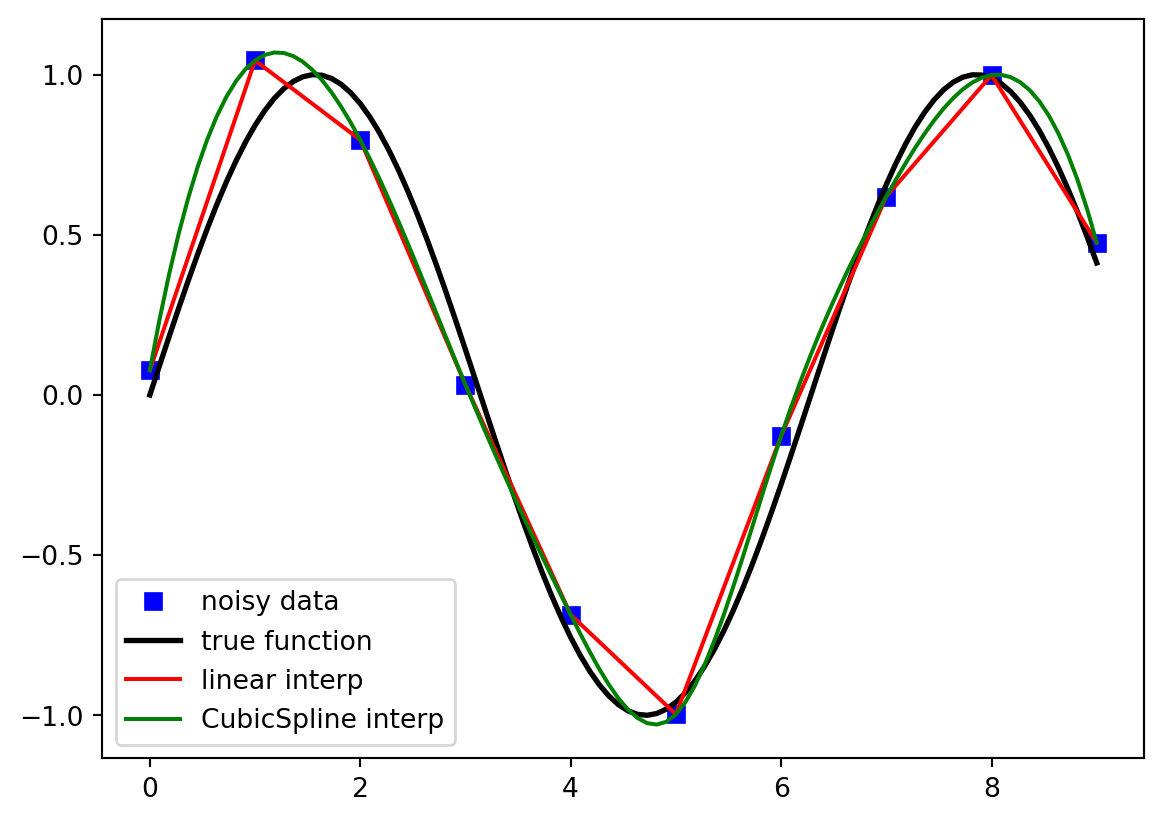 1.0
0.5
0.0
−0.5
−1.0
noisy data
true function
linear interp
CubicSpline interp
0 2 4 6 8